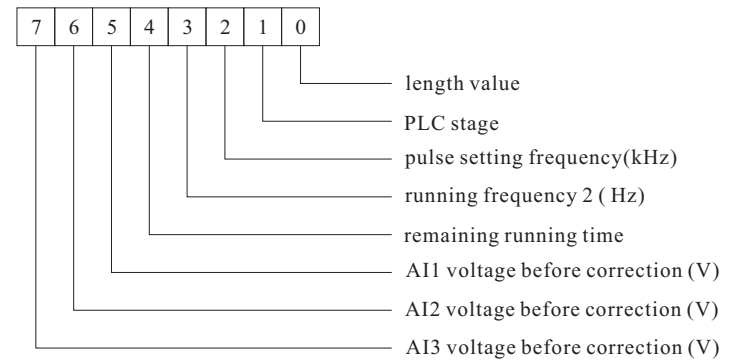 7 6 5 4 3 2 1 0
length value
PLC stage
pulse setting frequency(kHz)
running frequency 2 ( Hz)
remaining running time
AI1 voltage before correction (V)
AI2 voltage before correction (V)
AI3 voltage before correction (V)